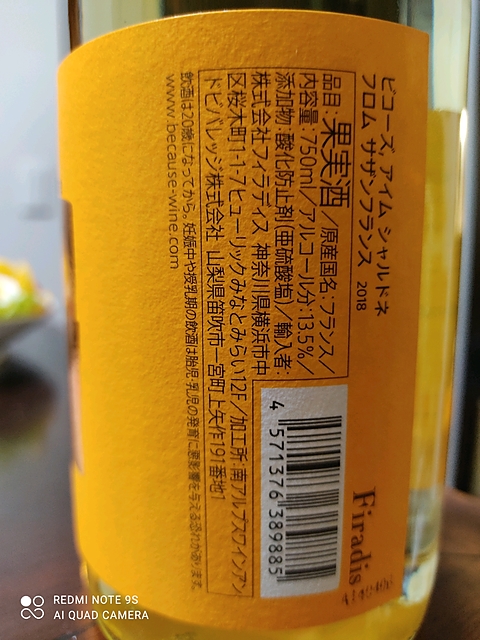 ビコーズ, アイム シャルドネ
フロム サザンフランス 2018
品目:果実酒/原産国名:フランス/
内容量:750ml/アルコール分:13.5%/
添加物:酸化防止剤(亜硫酸塩)/輸入者:
株式会社フィラディス 神奈川県横浜市中
区桜木町1-1-7ヒューリックみなとみらい12F/加工所:南アルプスワインアン
ドビバレッジ株式会社 山梨県笛吹市一宮町上矢作191番地1
飲酒は20歳になってから。妊娠中や授乳期の飲酒は胎児・乳児の発育に悪影響を与える恐れがあります。
www.because-wine.com
4 571376 389885
Firadis
REDMI NOTE 9S
AI QUAD CAMERA